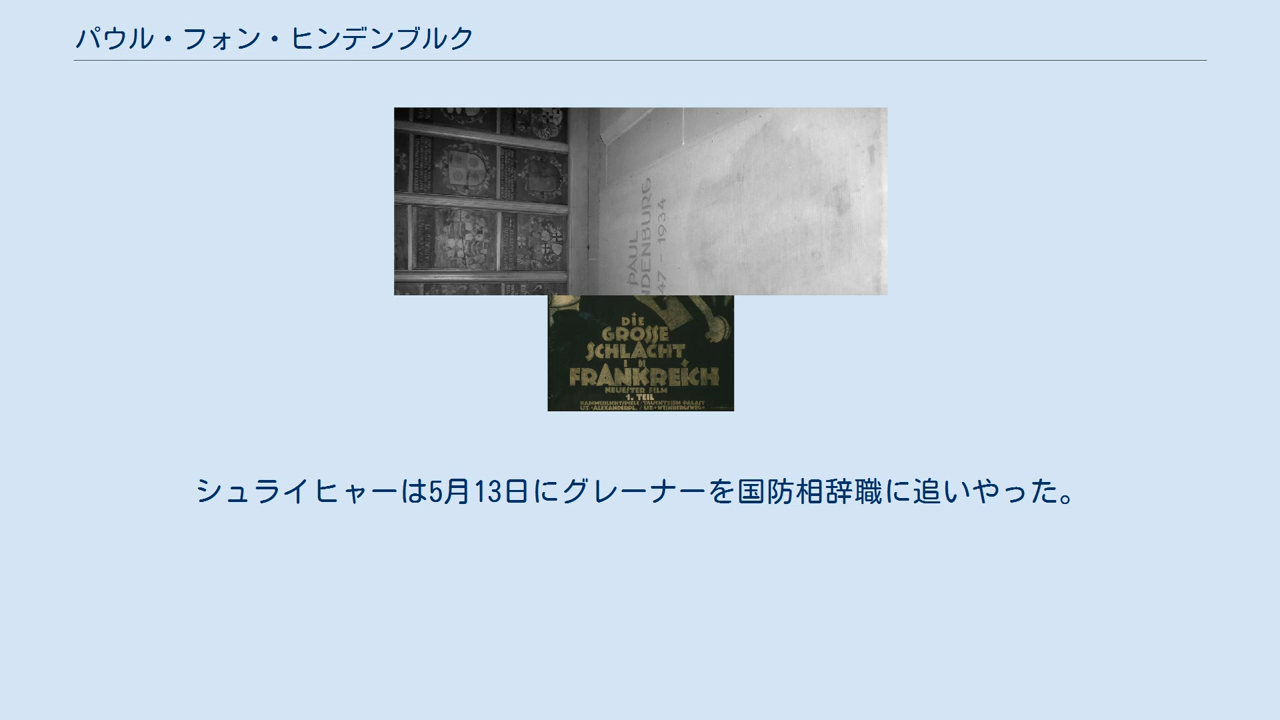 パウル・フォン・ヒンデンブルク
PAUL
NDENBURG
47 – 1934
DIE
GROSSE
SCHLACHT
IN
FRANKREICH
NEUESTER FILM
1. TEIL
シュライヒャーは5月13日にグレーナーを国防相辞職に追いやった。